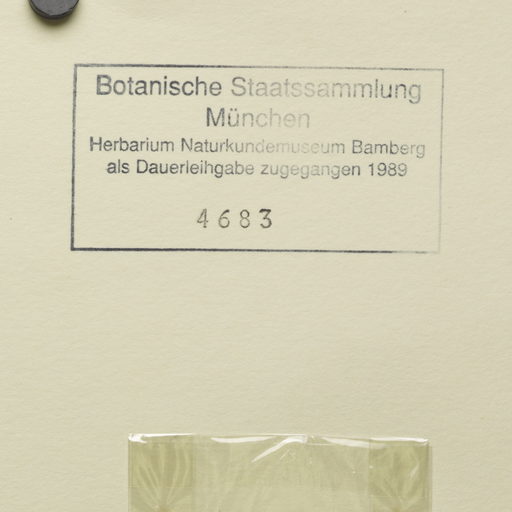 Botanische Staatssammlung
München
Herbarium Naturkundemuseum Bamberg
als Dauerleihgabe zugegangen 1989
4683